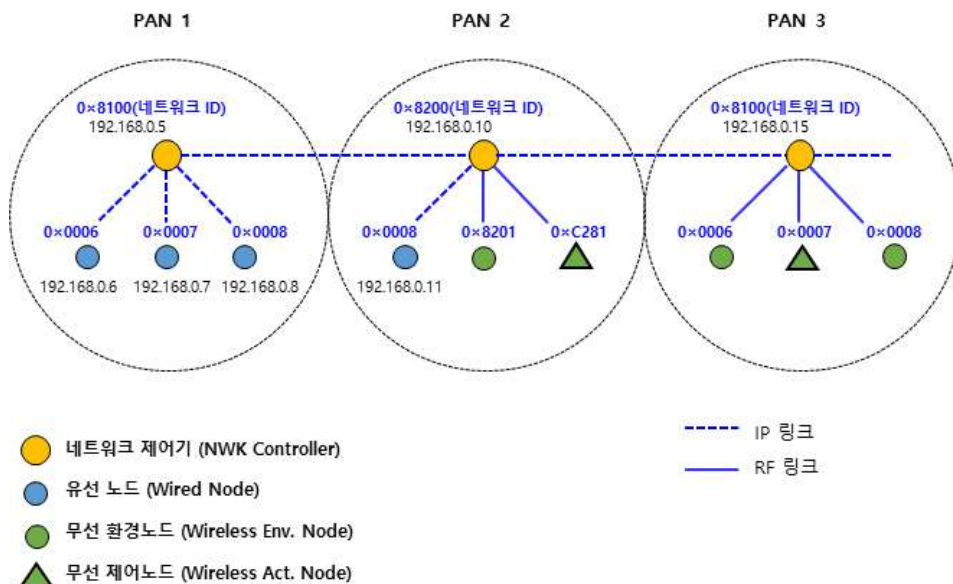 PAN 1 PAN 2 PAN 3
0×8100(네트워크 ID) 0×8200(네트워크 ID) 0×8100(네트워크 ID)
192.168.0.5 192.168.0.10 192.168.0.15
0×0006 0×0007 0×0008 0×0008 0×8201 0×C281 0×0006 0×0007 0×0008
192.168.0.6 192.168.0.7 192.168.0.8 192.168.0.11
네트워크 제어기 (NWK Controller)
유선 노드 (Wired Node)
무선 환경노드 (Wireless Env. Node)
무선 제어노드 (Wireless Act. Node)
IP 링크
RF 링크